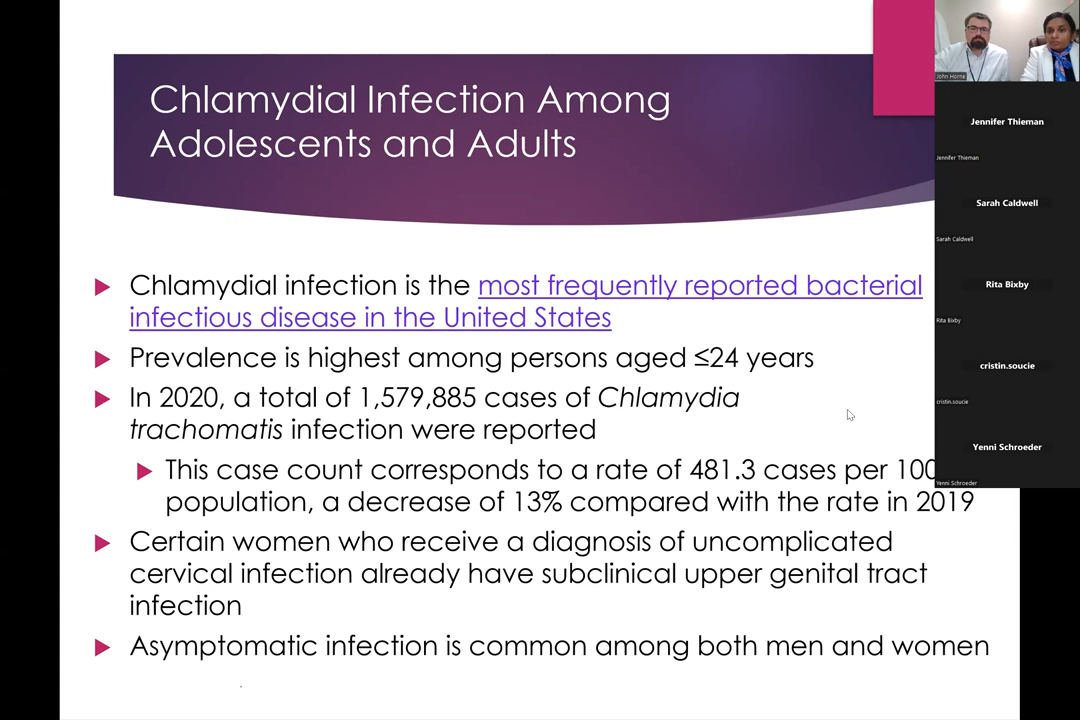 Chlamydial Infection Among
Adolescents and Adults
Chlamydial infection is the most frequently reported bacterial
infectious disease in the United States
Prevalence is highest among persons aged ≤24 years
In 2020, a total of 1,579,885 cases of Chlamydia
trachomatis infection were reported
This case count corresponds to a rate of 481.3 cases per 100
population, a decrease of 13% compared with the rate in 2019
Certain women who receive a diagnosis of uncomplicated
cervical infection already have subclinical upper genital tract
infection
Asymptomatic infection is common among both men and women
John Horne
Jennifer Thieman
Jennifer Thieman
Sarah Caldwell
Sarah Caldwell
Rita Bixby
Rita Bixby
cristin.soucie
cristin.soucie
Yenni Schroeder
Yenni Schroeder